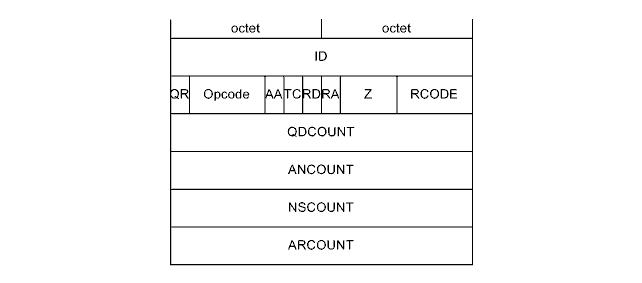 octet octet
ID
QR Opcode AA TC RD RA Z RCODE
QDCOUNT
ANCOUNT
NSCOUNT
ARCOUNT